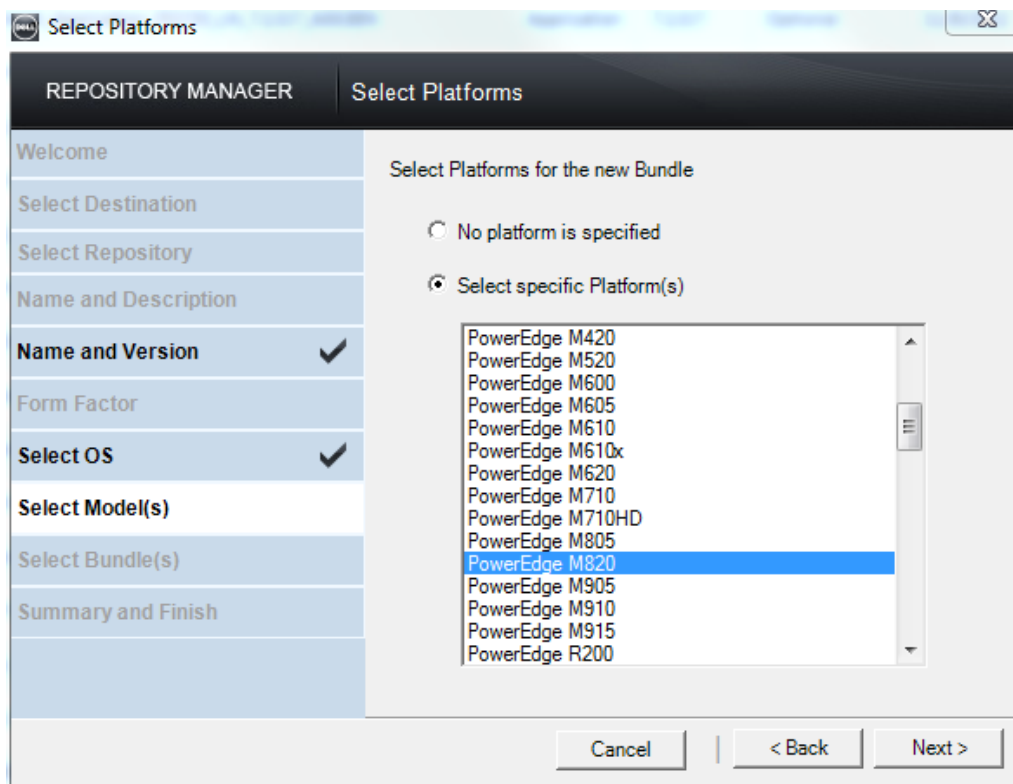 DELL
Select Platforms
REPOSITORY MANAGER
Select Platforms
Welcome
Select Destination
Select Repository
Name and Description
Name and Version
Form Factor
Select OS
Select Model(s)
Select Bundle(s)
Summary and Finish
Select Platforms for the new Bundle
No platform is specified
Select specific Platform(s)
PowerEdge M420
PowerEdge M520
PowerEdge M600
PowerEdge M605
PowerEdge M610
PowerEdge M610x
PowerEdge M620
PowerEdge M710
PowerEdge M710HD
PowerEdge M805
PowerEdge M820
PowerEdge M905
PowerEdge M910
PowerEdge M915
PowerEdge R200
Cancel
< Back
Next >